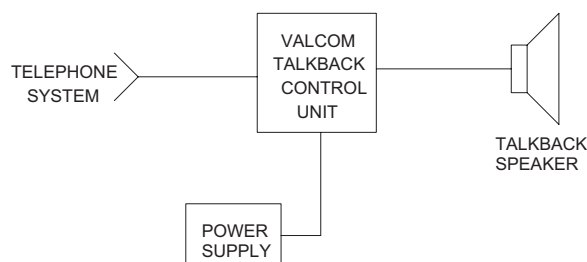 TELEPHONE
SYSTEM
VALCOM
TALKBACK
CONTROL
UNIT
TALKBACK
SPEAKER
POWER
SUPPLY